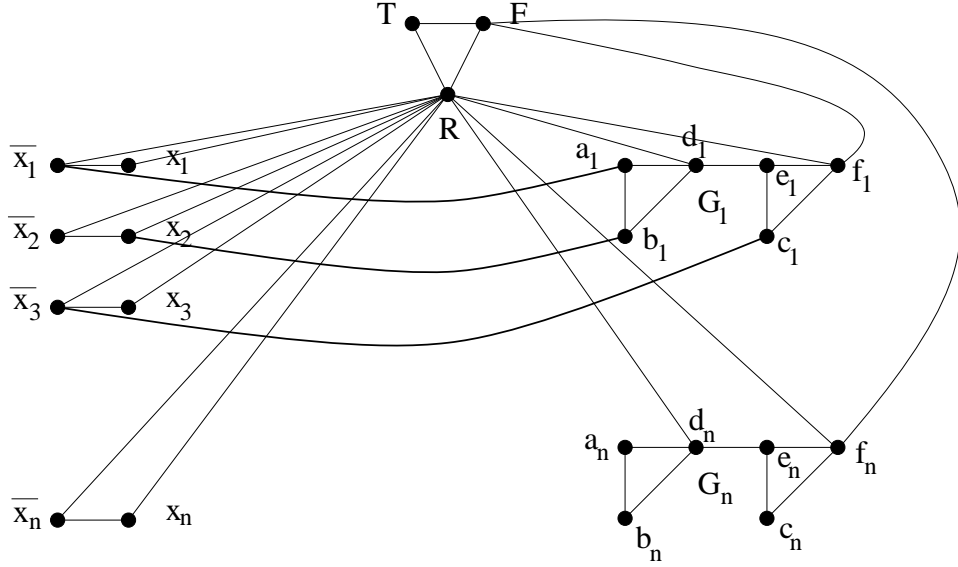 T F
R
x̅₁ x₁ a₁ d₁ e₁ f₁
G₁
x̅₂ x₂ b₁ c₁
x̅₃ x₃
aₙ dₙ eₙ fₙ
Gₙ
x̅ₙ xₙ bₙ cₙ